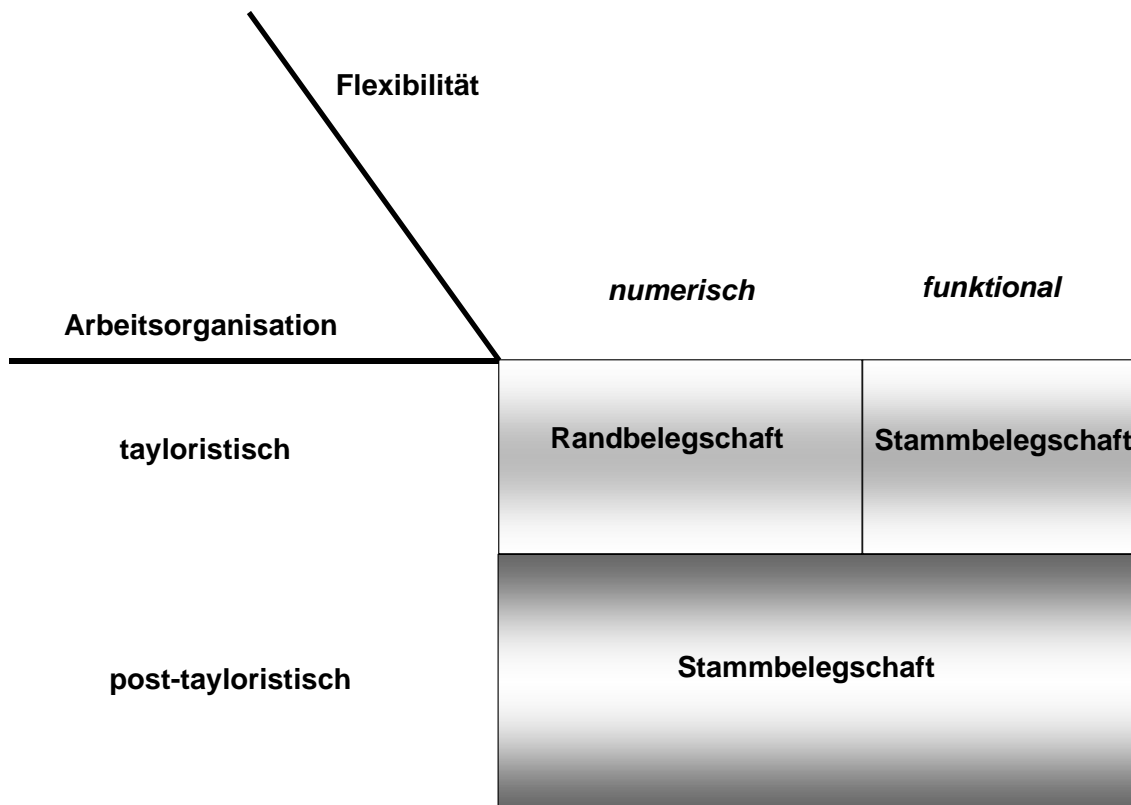 Flexibilität
numerisch
funktional
Arbeitsorganisation
tayloristisch
Randbelegschaft
Stammbelegschaft
post-tayloristisch
Stammbelegschaft